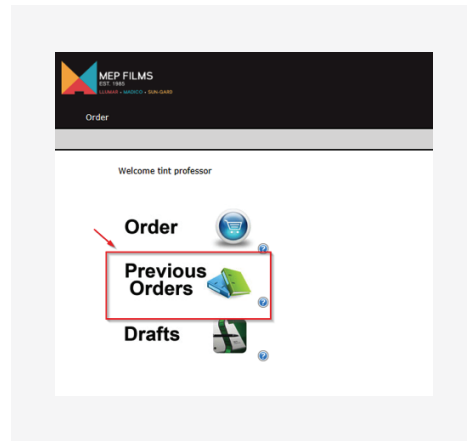 MEP FILMS
EST. 1985
LLUMAR • MADICO • SUN-GARD
Order
Welcome tint professor
Order
?
Previous
Orders
?
Drafts
?